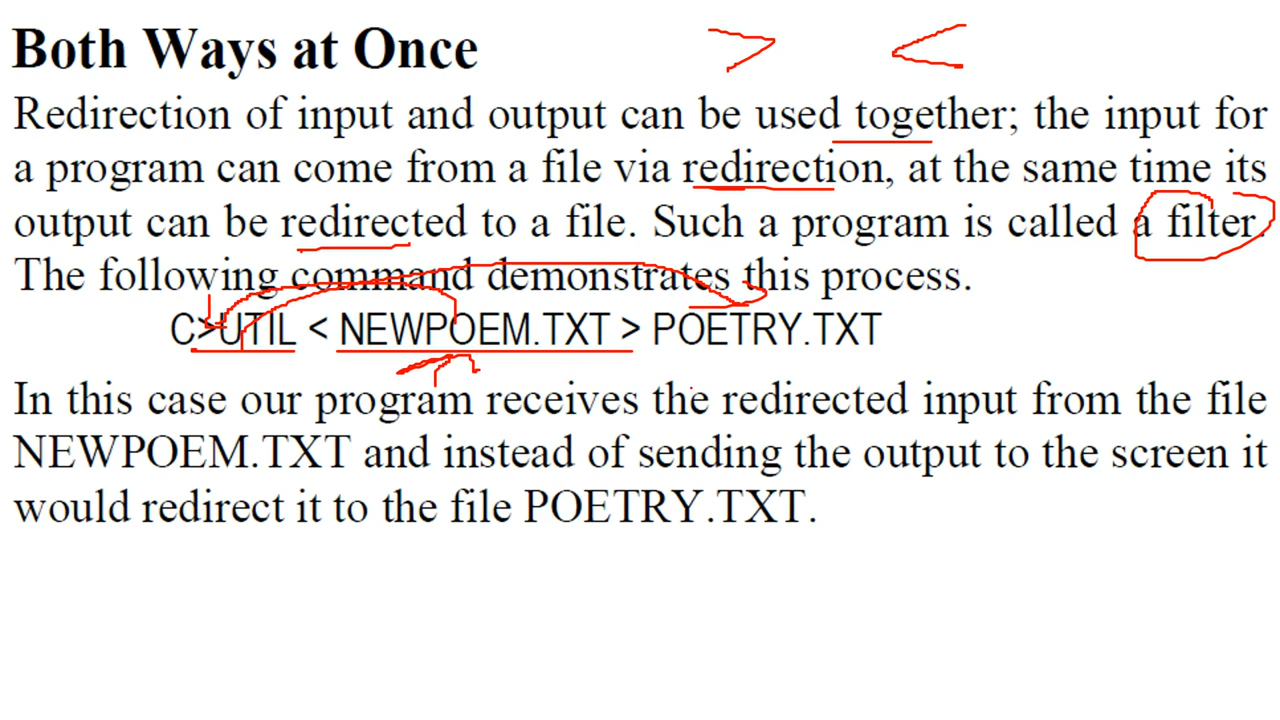 Both Ways at Once
> <
Redirection of input and output can be used together; the input for
a program can come from a file via redirection, at the same time its
output can be redirected to a file. Such a program is called a filter.
The following command demonstrates this process.
C>UTIL < NEWPOEM.TXT > POETRY.TXT
In this case our program receives the redirected input from the file
NEWPOEM.TXT and instead of sending the output to the screen it
would redirect it to the file POETRY.TXT.